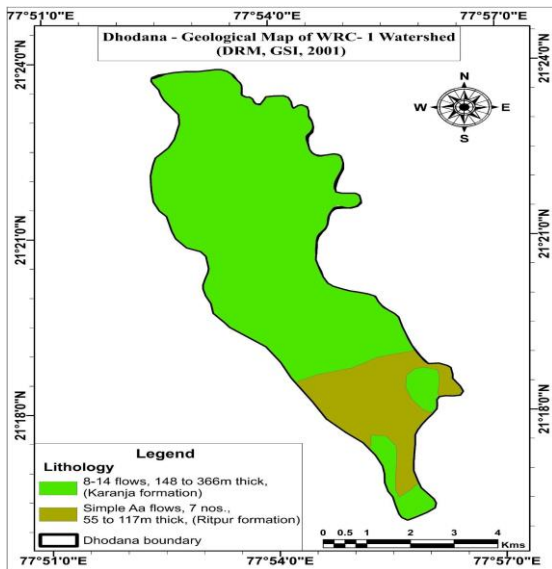 77°51'0"E
77°54'0"E
77°57'0"E
Dhodana - Geological Map of WRC- 1 Watershed
(DRM, GSI, 2001)
21°24'0"N
21°24'0"N
N
W
E
S
21°21'0"N
21°21'0"N
21°18'0"N
21°18'0"N
Legend
Lithology
8-14 flows, 148 to 366m thick,
(Karanja formation)
Simple Aa flows, 7 nos.,
55 to 117m thick, (Ritpur formation)
Dhodana boundary
0 0.5 1 2 3 4
Kms
77°51'0"E
77°54'0"E
77°57'0"E